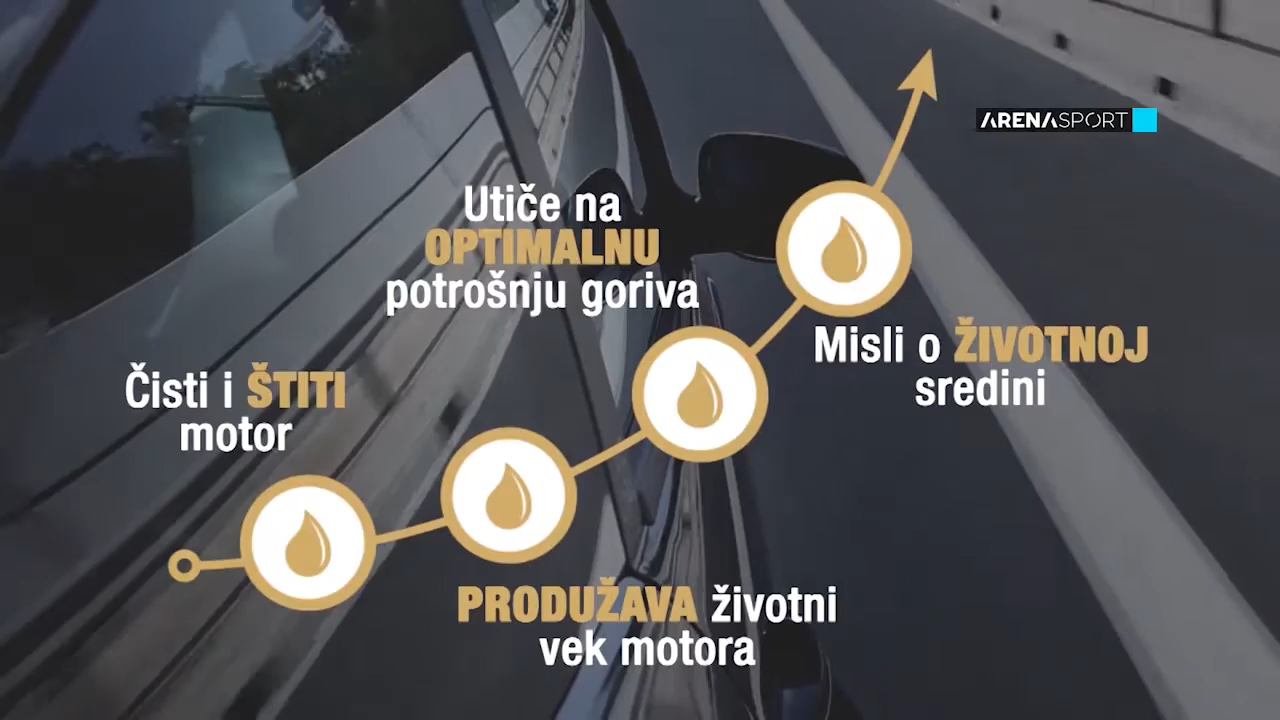 ARENASPORT
Utiče na
OPTIMALNU
potrošnju goriva
Misli o ŽIVOTNOJ
sredini
Čisti i ŠTITI
motor
PRODUŽAVA životni
vek motora